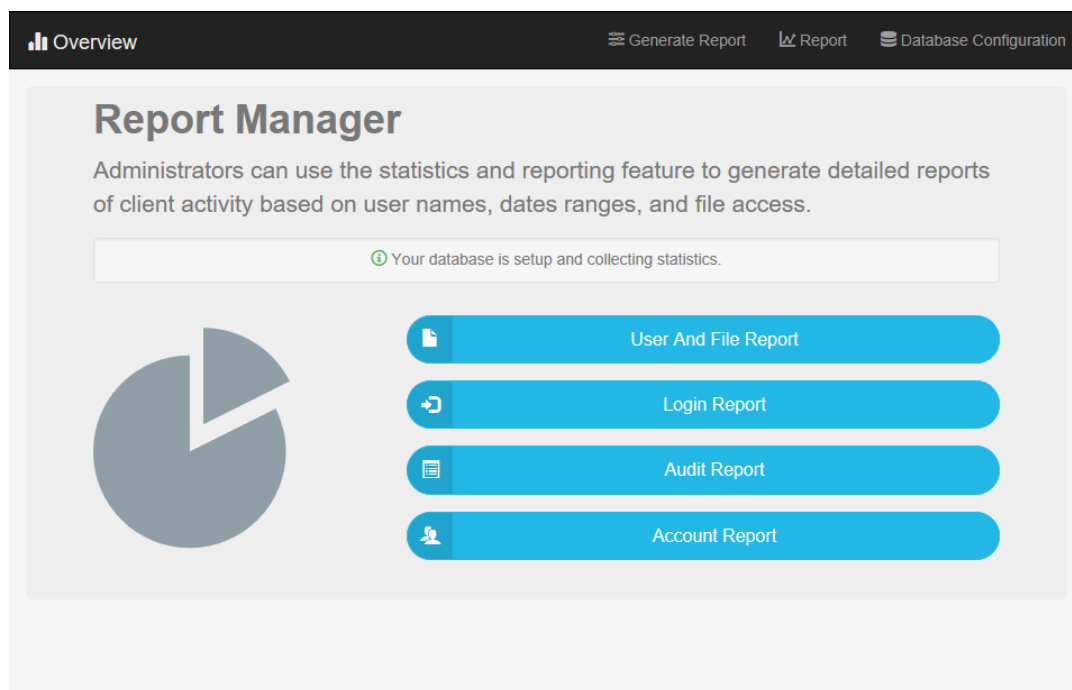 Overview
Generate Report
Report
Database Configuration
Report Manager
Administrators can use the statistics and reporting feature to generate detailed reports
of client activity based on user names, dates ranges, and file access.
Your database is setup and collecting statistics.
User And File Report
Login Report
Audit Report
Account Report